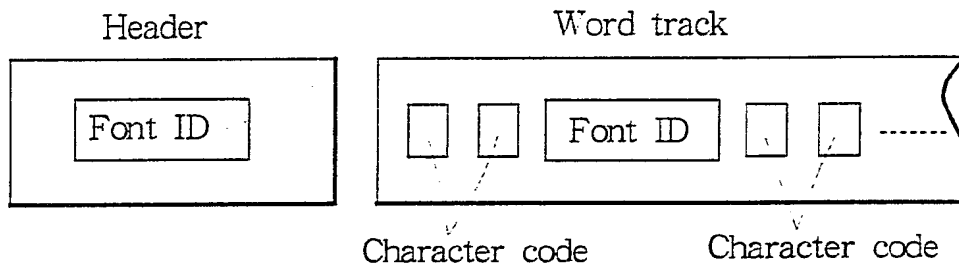 Header
Word track
Font ID
Font ID
Character code
Character code